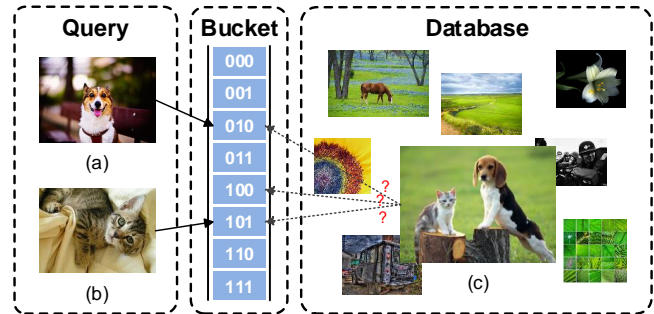 Query
Bucket
Database
000
001
010
011
100
101
110
111
(a)
(b)
?
?
?
(c)